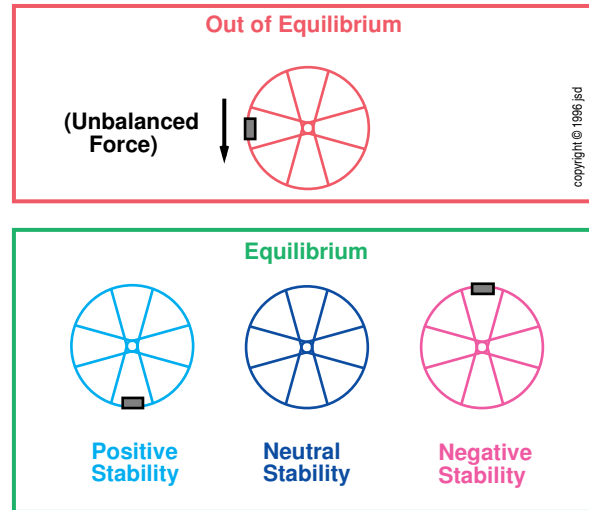 Out of Equilibrium
(Unbalanced
Force)
copyright © 1996 jsd
Equilibrium
Positive
Stability
Neutral
Stability
Negative
Stability